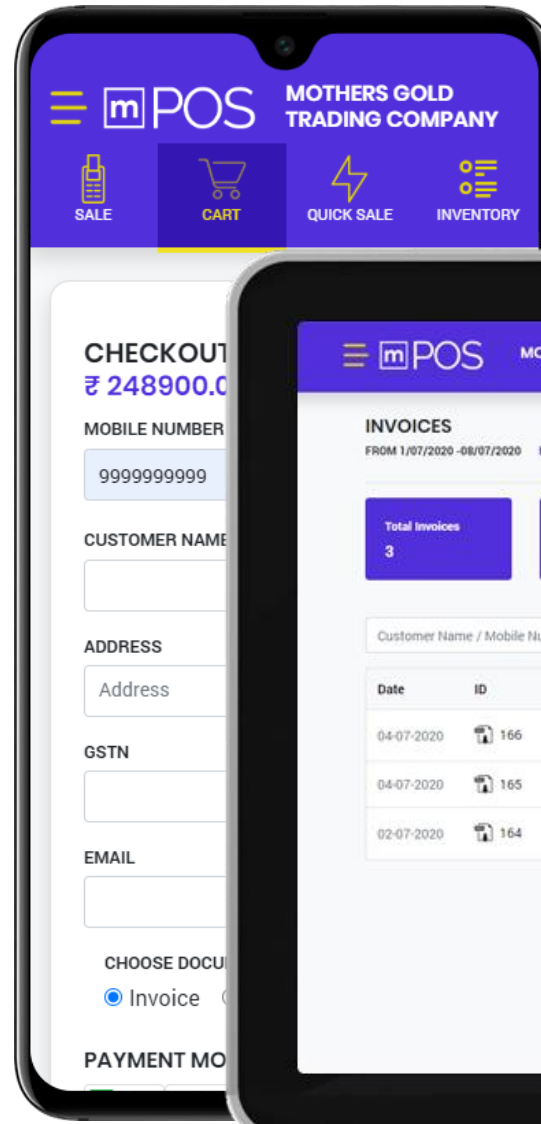 mPOS
MOTHERS GOLD
TRADING COMPANY
SALE
CART
QUICK SALE
INVENTORY
CHECKOUT
₹ 248900.0
MOBILE NUMBER
9999999999
CUSTOMER NAME
ADDRESS
Address
GSTN
EMAIL
CHOOSE DOCU
Invoice
PAYMENT MO
mPOS
MO
INVOICES
FROM 1/07/2020 -08/07/2020
Total Invoices
3
Customer Name / Mobile Nu
Date ID
04-07-2020 166
04-07-2020 165
02-07-2020 164